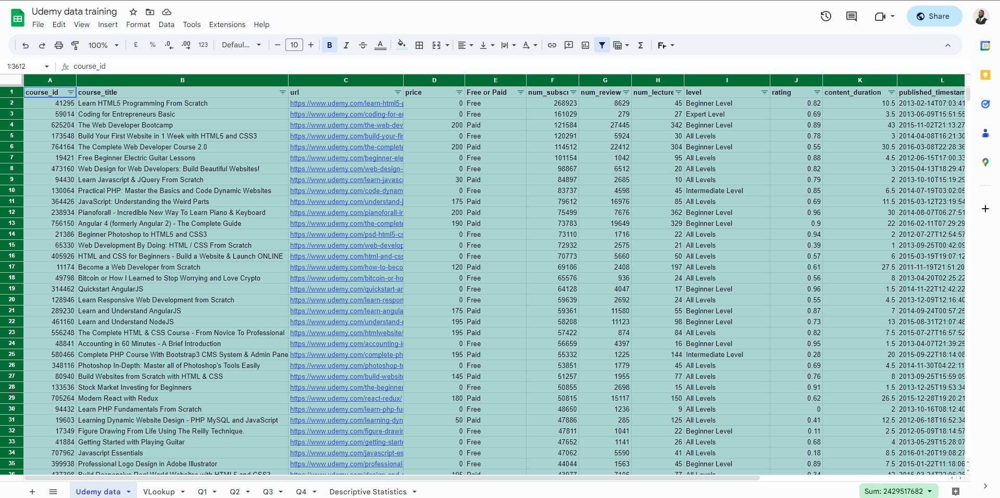 Udemy data training
File Edit View Insert Format Data Tools Extensions Help
Share
100% £ % .0 .00 123 Defaul... 10 B I A Σ Fr
1:3612 fx course_id
A B C D E F G H I J K L
1 course_id course_title url price Free or Paid num_subscr num_review num_lecture level rating content_duration published_timestam
2 41295 Learn HTML5 Programming From Scratch https://www.udemy.com/learn-html5- 0 Free 268923 8629 45 Beginner Level 0.82 10.5 2013-02-14T07:03:41
3 59014 Coding for Entrepreneurs Basic https://www.udemy.com/coding-for-e 0 Free 161029 279 27 Expert Level 0.69 3.5 2013-06-09T15:51:55
4 625204 The Web Developer Bootcamp https://www.udemy.com/the-web-dev 200 Paid 121584 27445 342 Beginner Level 0.89 43 2015-11-02T21:13:27
5 173548 Build Your First Website in 1 Week with HTML5 and CSS3 https://www.udemy.com/build-your-fir 0 Free 120291 5924 30 All Levels 0.78 3 2014-04-08T16:21:30
6 764164 The Complete Web Developer Course 2.0 https://www.udemy.com/the-complete 200 Paid 114512 22412 304 Beginner Level 0.55 30.5 2016-03-08T22:28:36
7 19421 Free Beginner Electric Guitar Lessons https://www.udemy.com/beginner-ele 0 Free 101154 1042 95 All Levels 0.88 4.5 2012-06-15T17:00:33
8 473160 Web Design for Web Developers: Build Beautiful Websites! https://www.udemy.com/web-design- 0 Free 98867 6512 20 All Levels 0.82 3 2015-04-13T18:29:47
9 94430 Learn Javascript & JQuery From Scratch https://www.udemy.com/learn-javasc 30 Paid 84897 2685 10 All Levels 0.79 2 2013-10-10T15:19:29
10 130064 Practical PHP: Master the Basics and Code Dynamic Websites https://www.udemy.com/code-dynam 0 Free 83737 4598 45 Intermediate Level 0.85 6.5 2014-07-19T03:02:05
11 364426 JavaScript: Understanding the Weird Parts https://www.udemy.com/understand-j 175 Paid 79612 16976 85 All Levels 0.69 11.5 2015-03-12T23:19:54
12 238934 Pianoforall - Incredible New Way To Learn Piano & Keyboard https://www.udemy.com/pianoforall-ir 200 Paid 75499 7676 362 Beginner Level 0.96 30 2014-08-07T06:27:51
13 756150 Angular 4 (formerly Angular 2) - The Complete Guide https://www.udemy.com/the-complete 190 Paid 73783 19649 329 Beginner Level 0.9 22 2016-02-11T07:29:29
14 21386 Beginner Photoshop to HTML5 and CSS3 https://www.udemy.com/psd-html5-cs 0 Free 73110 1716 22 All Levels 0.94 2 2012-07-27T12:54:57
15 65330 Web Development By Doing: HTML / CSS From Scratch https://www.udemy.com/web-develop 0 Free 72932 2575 21 All Levels 0.39 1 2013-09-25T00:42:09
16 405926 HTML and CSS for Beginners - Build a Website & Launch ONLINE https://www.udemy.com/html-and-css 0 Free 70773 5660 50 All Levels 0.57 6 2015-03-19T19:07:12
17 11174 Become a Web Developer from Scratch https://www.udemy.com/how-to-beco 120 Paid 69186 2408 197 All Levels 0.61 27.5 2011-11-19T21:51:20
18 49798 Bitcoin or How I Learned to Stop Worrying and Love Crypto https://www.udemy.com/bitcoin-or-ho 0 Free 65576 936 24 All Levels 0.56 8 2013-04-20T02:25:22
19 314462 Quickstart AngularJS https://www.udemy.com/quickstart-ar 0 Free 64128 4047 17 Beginner Level 0.96 1.5 2014-11-22T12:42:22
20 128946 Learn Responsive Web Development from Scratch https://www.udemy.com/learn-respon 0 Free 59639 2692 24 All Levels 0.55 4.5 2013-12-09T12:16:40
21 289230 Learn and Understand AngularJS https://www.udemy.com/learn-angula 175 Paid 59361 11580 55 Beginner Level 0.87 7 2014-09-24T00:57:25
22 461160 Learn and Understand NodeJS https://www.udemy.com/understand- 195 Paid 58208 11123 98 Beginner Level 0.73 13 2015-08-31T21:07:48
23 556248 The Complete HTML & CSS Course - From Novice To Professional https://www.udemy.com/htmlwebsite/ 195 Paid 57422 874 84 All Levels 0.82 7.5 2015-07-27T16:57:52
24 48841 Accounting in 60 Minutes - A Brief Introduction https://www.udemy.com/accounting-i 0 Free 56659 4397 16 Beginner Level 0.95 1.5 2013-04-07T21:39:25
25 580466 Complete PHP Course With Bootstrap3 CMS System & Admin Pane https://www.udemy.com/complete-ph 195 Paid 55332 1225 144 Intermediate Level 0.28 20 2015-09-22T18:14:08
26 348116 Photoshop In-Depth: Master all of Photoshop's Tools Easily https://www.udemy.com/photoshop-t 0 Free 53851 1779 45 All Levels 0.69 4.5 2014-11-30T04:22:11
27 80940 Build Websites from Scratch with HTML & CSS https://www.udemy.com/build-website 145 Paid 51257 1955 77 All Levels 0.76 8 2013-09-25T15:59:09
28 133536 Stock Market Investing for Beginners https://www.udemy.com/the-beginner 0 Free 50855 2698 15 All Levels 0.91 1.5 2013-12-25T19:53:34
29 705264 Modern React with Redux https://www.udemy.com/react-redux/ 180 Paid 50815 15117 150 All Levels 0.62 26.5 2015-12-28T19:20:21
30 94432 Learn PHP Fundamentals From Scratch https://www.udemy.com/learn-php-fu 0 Free 48650 1236 9 All Levels 0 2 2013-10-16T08:12:40
31 19603 Learning Dynamic Website Design - PHP MySQL and JavaScript https://www.udemy.com/learning-dyn 50 Paid 47886 285 125 All Levels 0.41 12.5 2012-06-18T16:52:34
32 17349 Figure Drawing From Life Using The Reilly Technique. https://www.udemy.com/figure-drawi 0 Free 47811 1041 22 Beginner Level 0.11 2.5 2012-05-09T18:14:57
33 41884 Getting Started with Playing Guitar https://www.udemy.com/getting-starte 0 Free 47652 1141 26 All Levels 0.68 4 2013-05-29T15:28:07
34 707962 Javascript Essentials https://www.udemy.com/javascript-es 0 Free 47062 5590 41 All Levels 0.18 8.5 2016-01-20T19:08:27
35 399938 Professional Logo Design in Adobe Illustrator https://www.udemy.com/professional- 0 Free 44044 1563 45 Beginner Level 0.89 7.5 2015-01-22T11:18:06
36 437398 Build Responsive Real World Websites with HTML5 and CSS3 195 Paid 43977 7106 77 All Levels 0.34 12
Udemy data VLookup Q1 Q2 Q3 Q4 Descriptive Statistics Sum: 2429517682